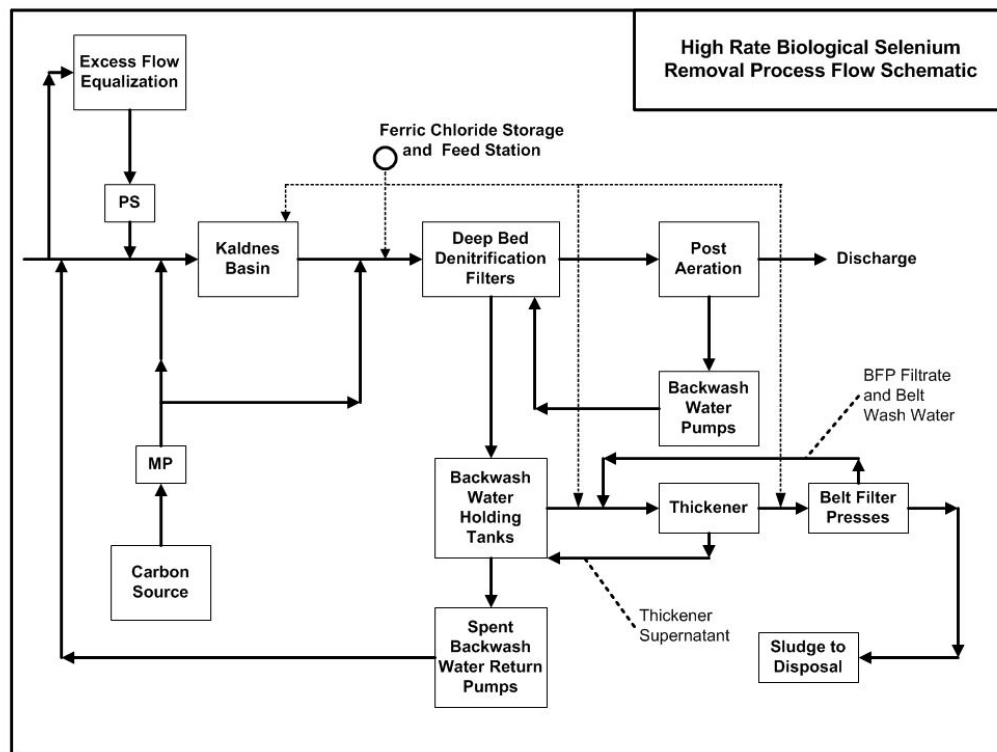 High Rate Biological Selenium
Removal Process Flow Schematic
Excess Flow
Equalization
Ferric Chloride Storage
and Feed Station
PS
Kaldnes
Basin
Deep Bed
Denitrification
Filters
Post
Aeration
Discharge
BFP Filtrate
and Belt
Wash Water
Backwash
Water
Pumps
MP
Backwash
Water
Holding
Tanks
Thickener
Belt Filter
Presses
Carbon
Source
Thickener
Supernatant
Spent
Backwash
Water Return
Pumps
Sludge to
Disposal